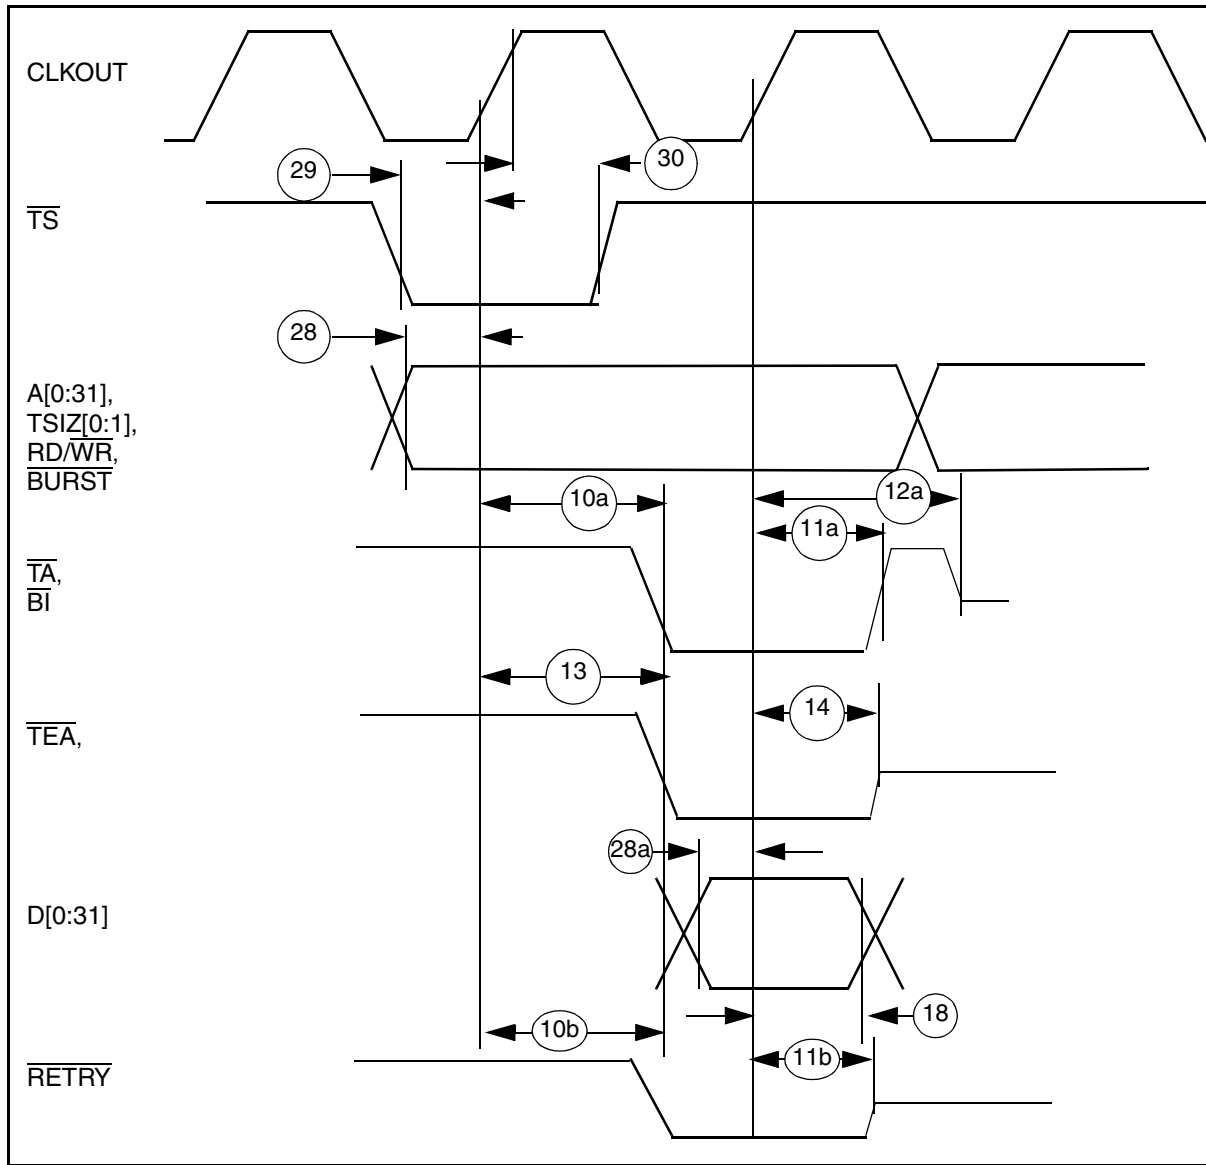 CLKOUT
29
30
TS
28
A[0:31],
TSIZ[0:1],
RD/WR,
BURST
10a
12a
11a
TA,
BI
13
14
TEA,
28a
D[0:31]
18
10b
11b
RETRY